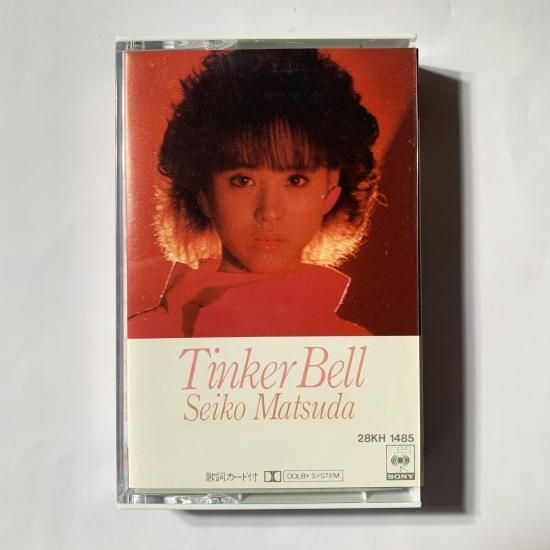 Tinker Bell
Seiko Matsuda
28KH 1485
CBS
SONY
歌詞カード付 DOLBY SYSTEM